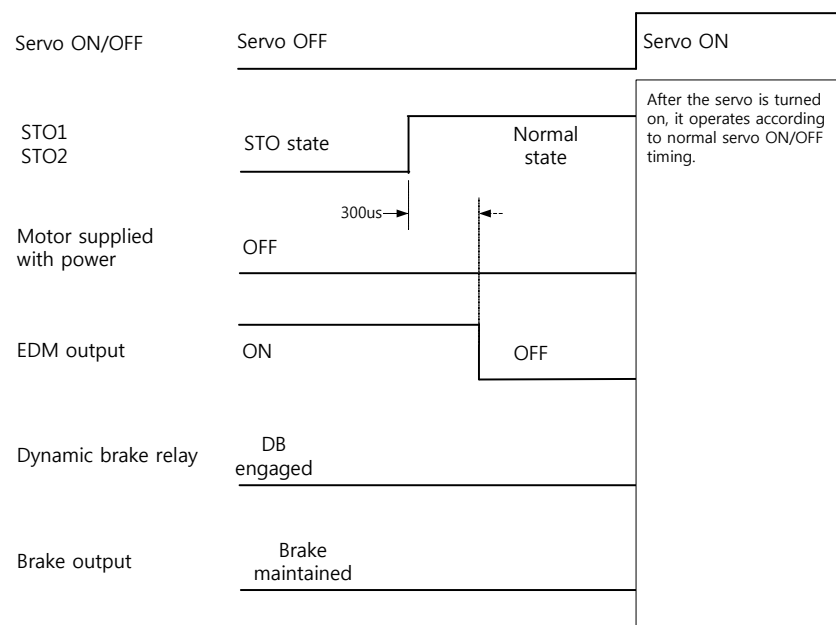 Servo ON/OFF
Servo OFF
Servo ON
After the servo is turned
on, it operates according
to normal servo ON/OFF
timing.
STO1
STO2
STO state
Normal
state
300us
Motor supplied
with power
OFF
EDM output
ON
OFF
Dynamic brake relay
DB
engaged
Brake output
Brake
maintained